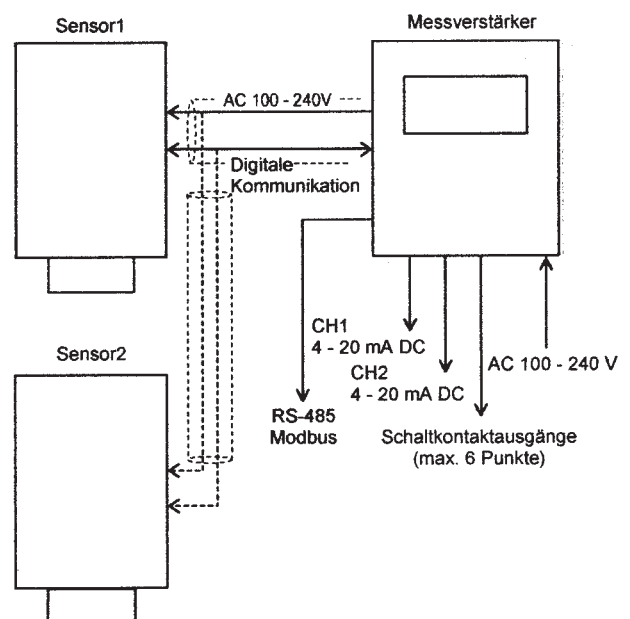 Sensor1
Messverstärker
AC 100 - 240V
Digitale
Kommunikation
CH1
4 - 20 mA DC
CH2
4 - 20 mA DC
AC 100 - 240 V
RS-485
Modbus
Schaltkontaktausgänge
(max. 6 Punkte)
Sensor2